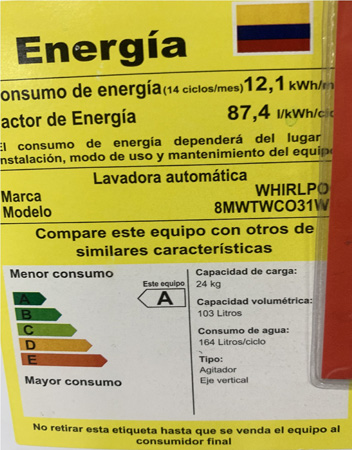 Energía
onsumo de energía (14 ciclos/mes) 12,1 kWh/m
actor de Energía 87,4 l/kWh/cic
El consumo de energía dependerá del lugar
nstalación, modo de uso y mantenimiento del equipo
Lavadora automática
Marca WHIRLPO
Modelo 8MWTWCO31W
Compare este equipo con otros de
similares características
Menor consumo
Este equipo
A
A
B
C
D
E
Mayor consumo
Capacidad de carga:
24 kg
Capacidad volumétrica:
103 Litros
Consumo de agua:
164 Litros/ciclo
Tipo:
Agitador
Eje vertical
No retirar esta etiqueta hasta que se venda el equipo al
consumidor final